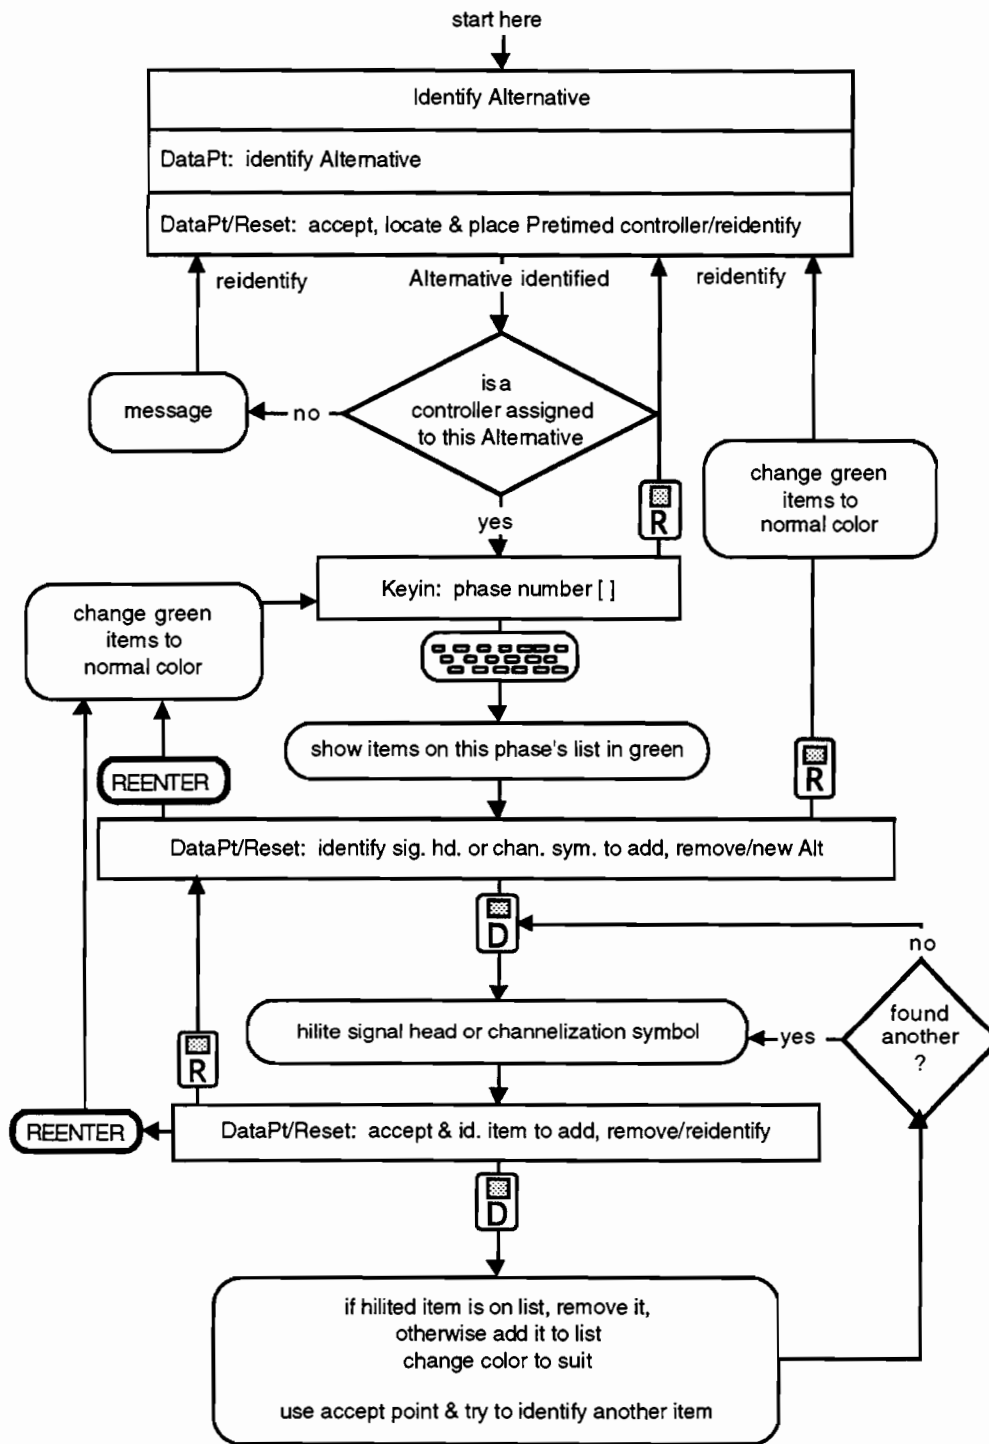 start here
Identify Alternative
DataPt: identify Alternative
DataPt/Reset: accept, locate & place Pretimed controller/reidentify
reidentify
Alternative identified
reidentify
is a
controller assigned
to this Alternative
message
no
change green
items to
normal color
R
yes
Keyin: phase number [ ]
change green
items to
normal color
show items on this phase's list in green
REENTER
R
DataPt/Reset: identify sig. hd. or chan. sym. to add, remove/new Alt
D
no
hilite signal head or channelization symbol
yes
found
another
?
R
REENTER
DataPt/Reset: accept & id. item to add, remove/reidentify
D
if hilited item is on list, remove it,
otherwise add it to list
change color to suit
use accept point & try to identify another item